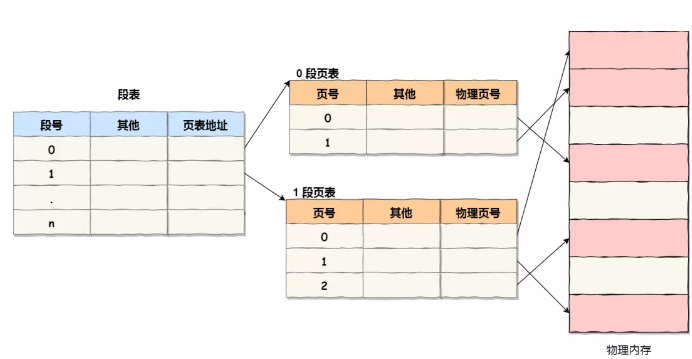 段表
段号 其他 页表地址
0
1
.
n
0 段页表
页号 其他 物理页号
0
1
1 段页表
页号 其他 物理页号
0
1
2
物理内存